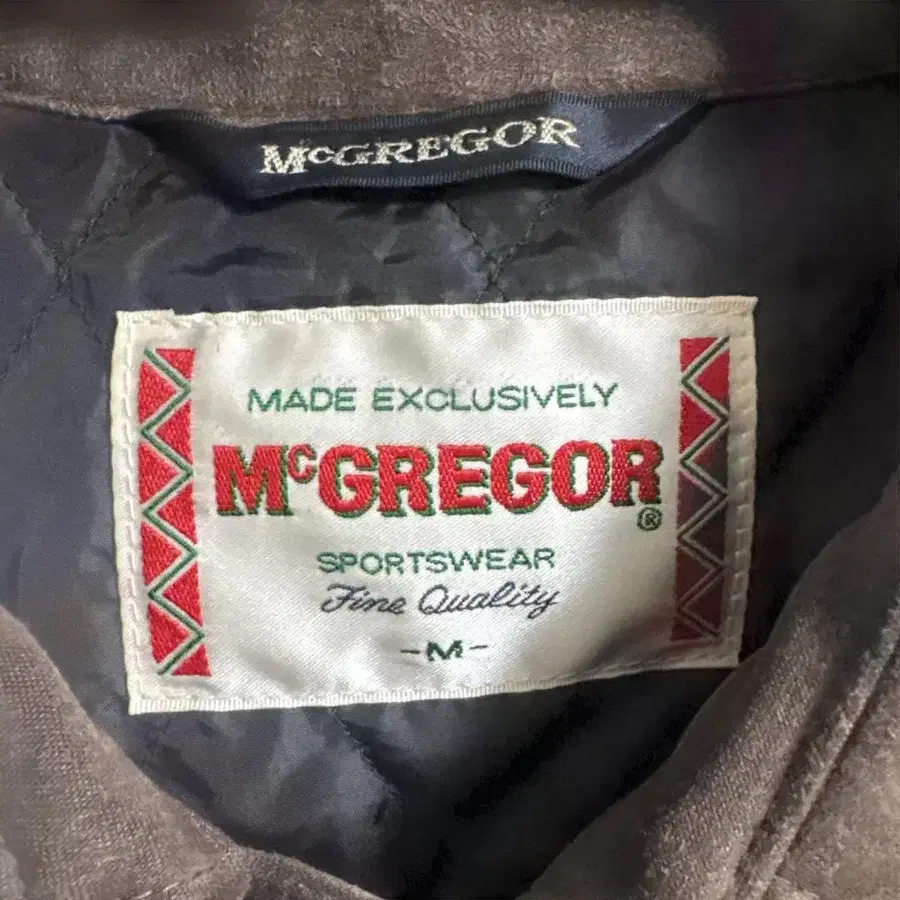 McGREGOR
MADE EXCLUSIVELY
McGREGOR®
SPORTSWEAR
Fine Quality
-M-